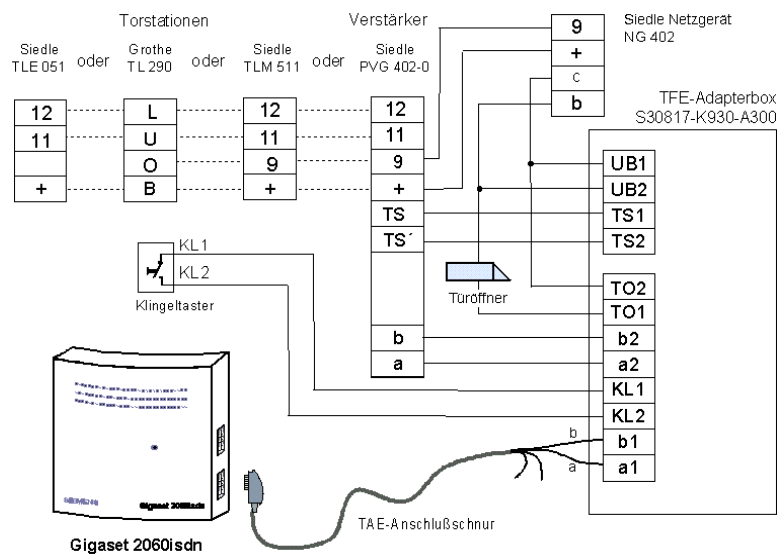 Torstationen
Verstärker
Siedle Netzgerät
NG 402
9
+
c
b
Siedle
TLE 051
oder
Grothe
TL 290
oder
Siedle
TLM 511
oder
Siedle
PVG 402-0
TFE-Adapterbox
S30817-K930-A300
12
L
12
12
11
U
11
11
O
9
9
+
B
+
+
TS
TS´
b
a
UB1
UB2
TS1
TS2
TO2
TO1
b2
a2
KL1
KL2
b1
a1
KL1
KL2
Klingeltaster
Türöffner
b
a
TAE-Anschlußschnur
Gigaset 2060isdn
Gigaset 2060isdn